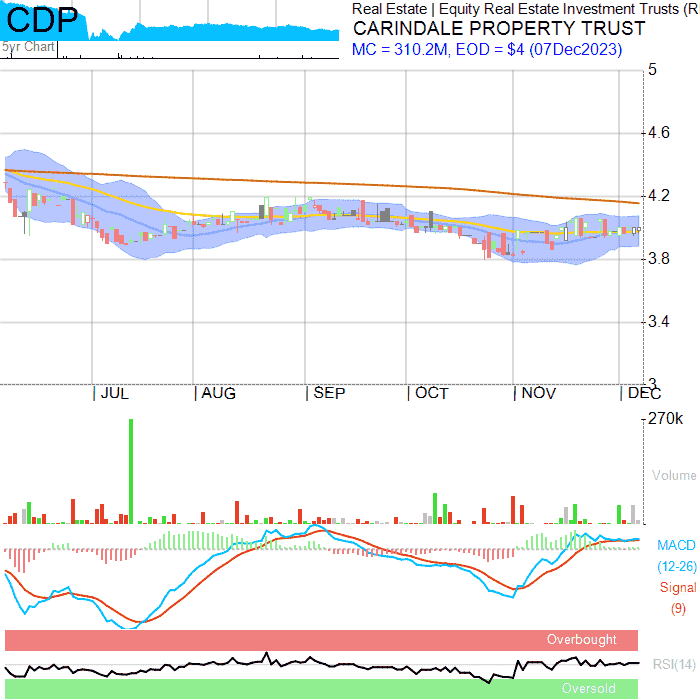 CDP
5yr Chart
Real Estate | Equity Real Estate Investment Trusts (R
CARINDALE PROPERTY TRUST
MC = 310.2M, EOD = $4 (07Dec2023)
5
4.6
4.2
3.8
3.4
3
JUL AUG SEP OCT NOV DEC
270k
Volume
MACD
(12-26)
Signal
(9)
Overbought
RSI(14)
Oversold